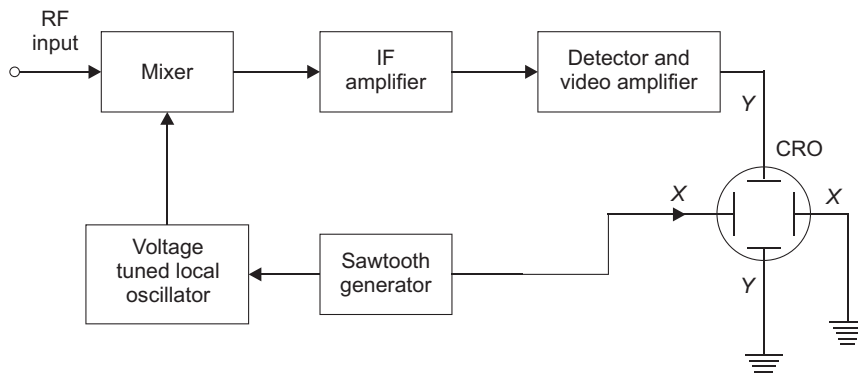 RF
input
Mixer
IF
amplifier
Detector and
video amplifier
Y
CRO
X
X
Voltage
tuned local
oscillator
Sawtooth
generator
Y